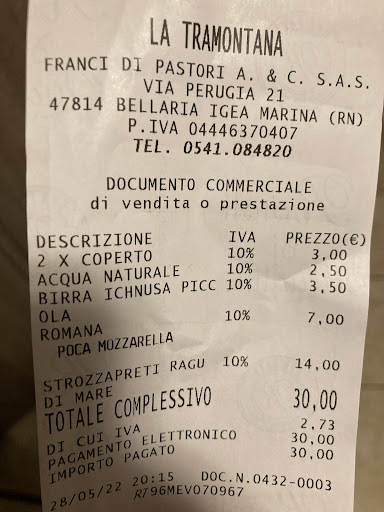 LA TRAMONTANA
FRANCI DI PASTORI A. & C. S.A.S.
VIA PERUGIA 21
47814 BELLARIA IGEA MARINA (RN)
P.IVA 04446370407
TEL. 0541.084820
DOCUMENTO COMMERCIALE
di vendita o prestazione
DESCRIZIONE IVA PREZZO(€)
2 X COPERTO 10% 3,00
ACQUA NATURALE 10% 2,50
BIRRA ICHNUSA PICC 10% 3,50
OLA
ROMANA 10% 7,00
POCA MOZZARELLA
STROZZAPRETI RAGU 10% 14,00
DI MARE
TOTALE COMPLESSIVO 30,00
DI CUI IVA 2,73
PAGAMENTO ELETTRONICO 30,00
IMPORTO PAGATO 30,00
28/05/22 20:15 DOC.N.0432-0003
RT96MEV070967